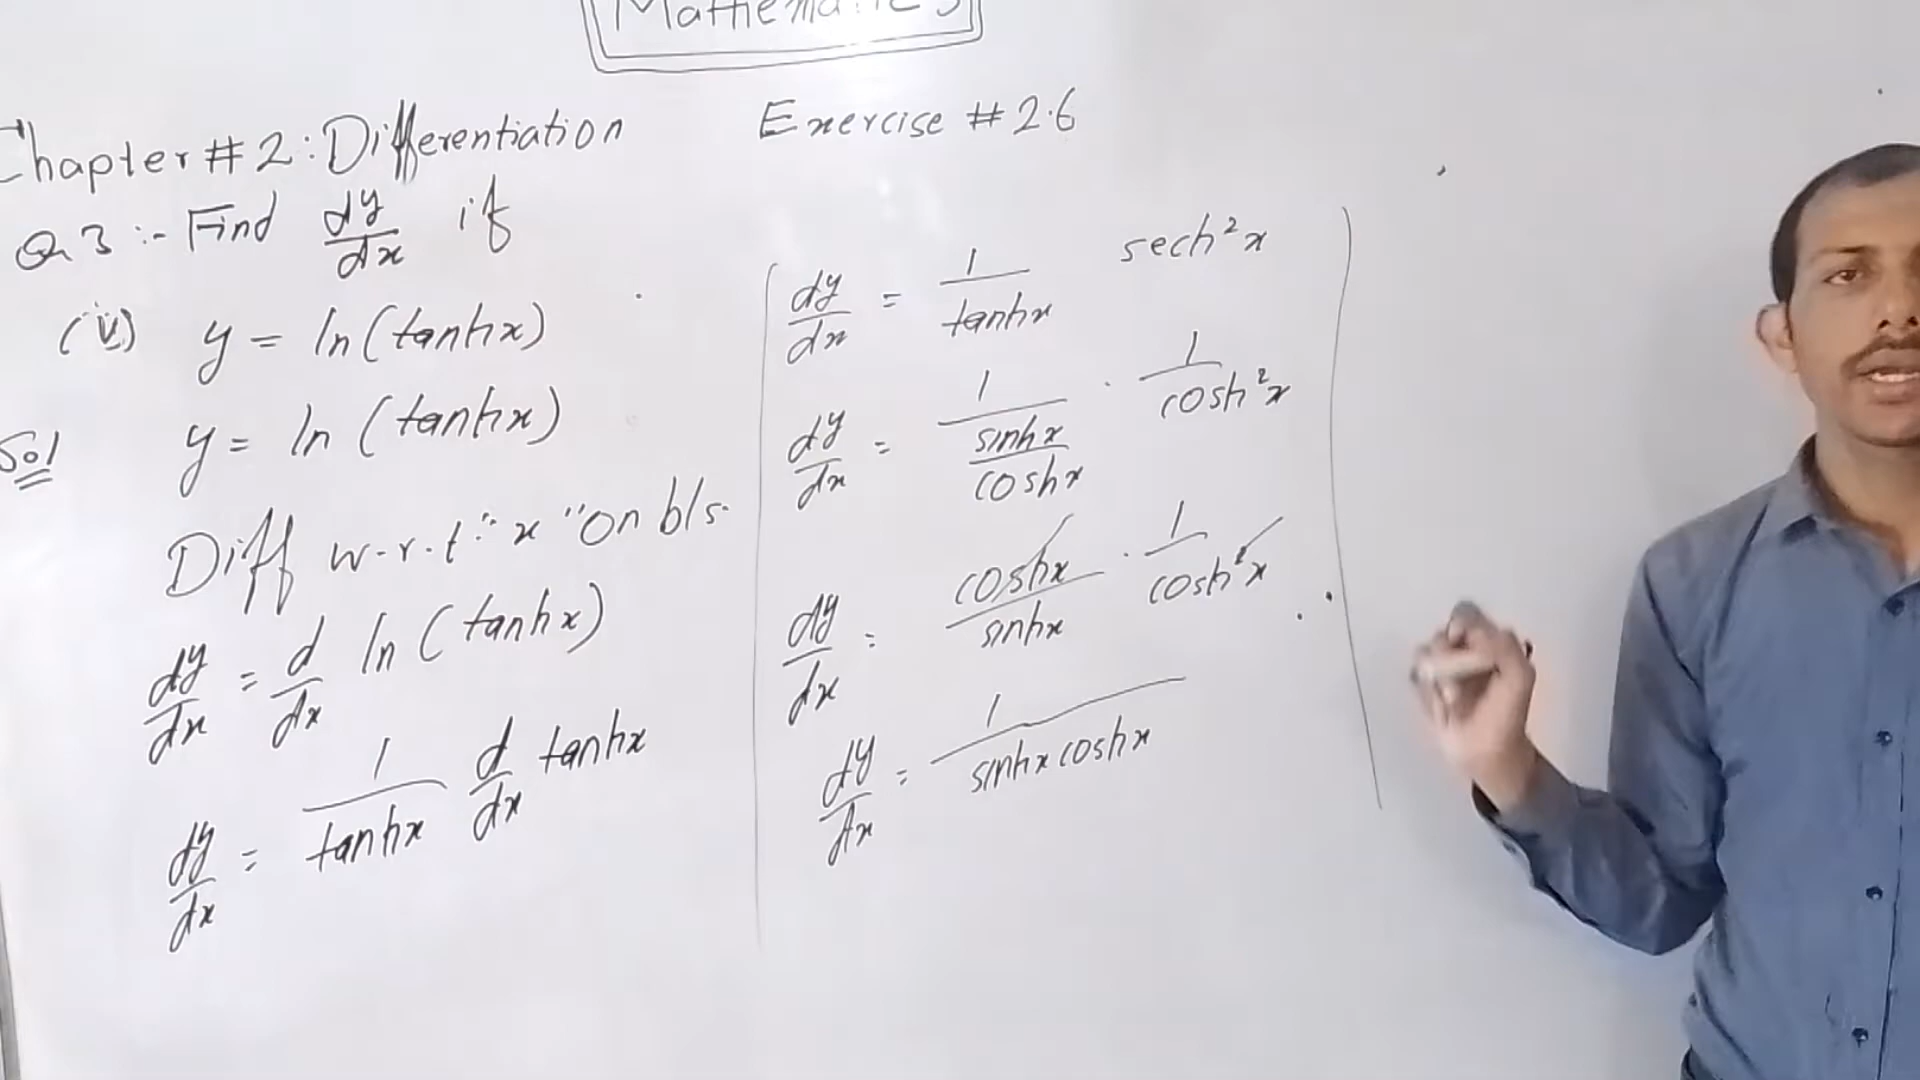 Mathematics
Chapter # 2 : Differentiation
Exercise # 2.6
Q 3 :- Find dy/dx if
(v) y = ln(tanhx)
Sol y = ln (tanhx)
Diff w.r.t "x" on b/s.
dy/dx = d/dx ln (tanhx)
dy/dx = 1/tanhx d/dx tanhx
dy/dx = 1/tanhx sech²x
dy/dx = 1/(sinhx/coshx) · 1/cosh²x
dy/dx = coshx/sinhx · 1/cosh²x
dy/dx = 1/sinhx coshx